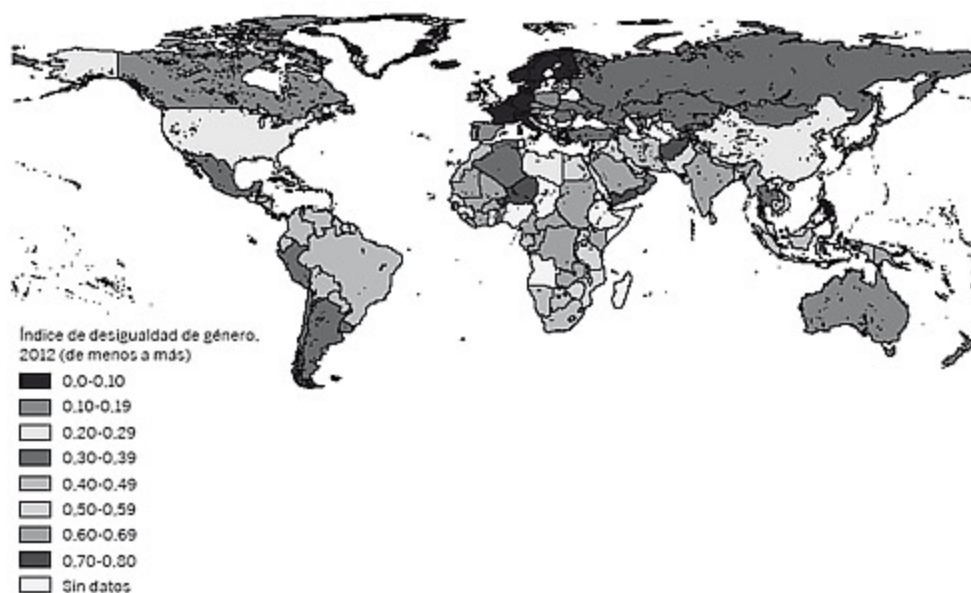 Índice de desigualdad de género,
2012 (de menos a más)
0,0-0,10
0,10-0,19
0,20-0,29
0,30-0,39
0,40-0,49
0,50-0,59
0,60-0,69
0,70-0,80
Sin datos